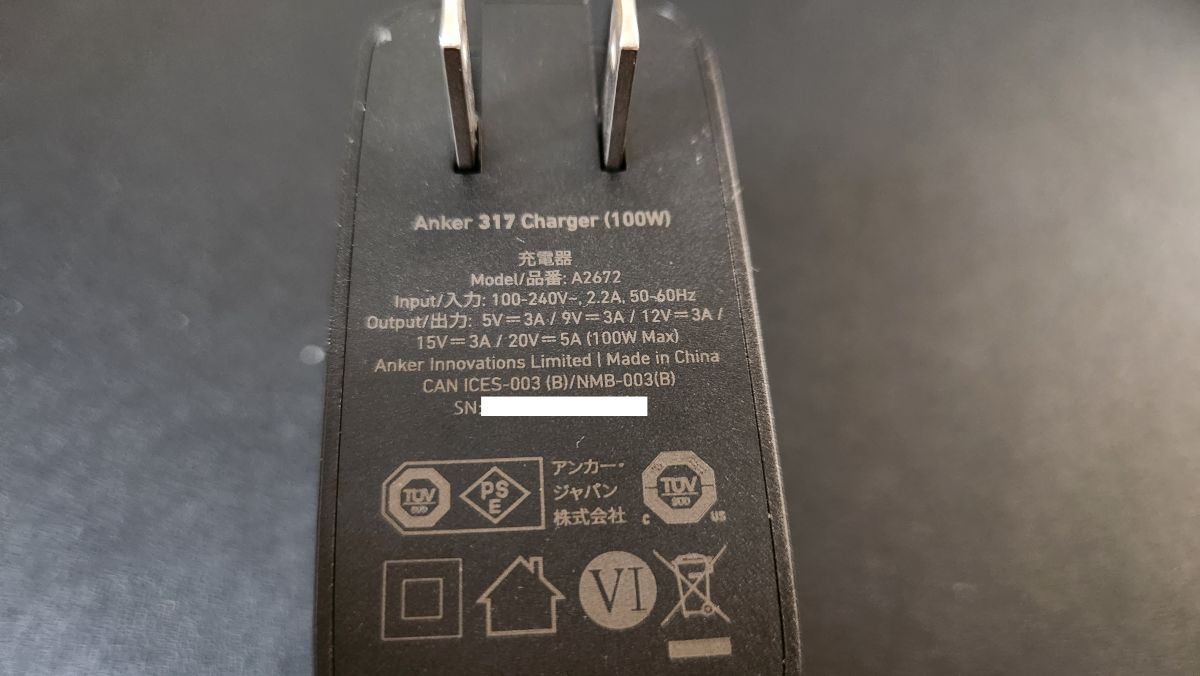 Anker 317 Charger (100W)
充電器
Model/品番: A2672
Input/入力: 100-240V~, 2.2A, 50-60Hz
Output/出力: 5V⎓3A / 9V⎓3A / 12V⎓3A /
15V⎓3A / 20V⎓5A (100W Max)
Anker Innovations Limited | Made in China
CAN ICES-003 (B)/NMB-003(B)
SN:
TÜV
SÜD
PS
E
アンカー・
ジャパン
株式会社
TÜV
SÜD
C US
VI